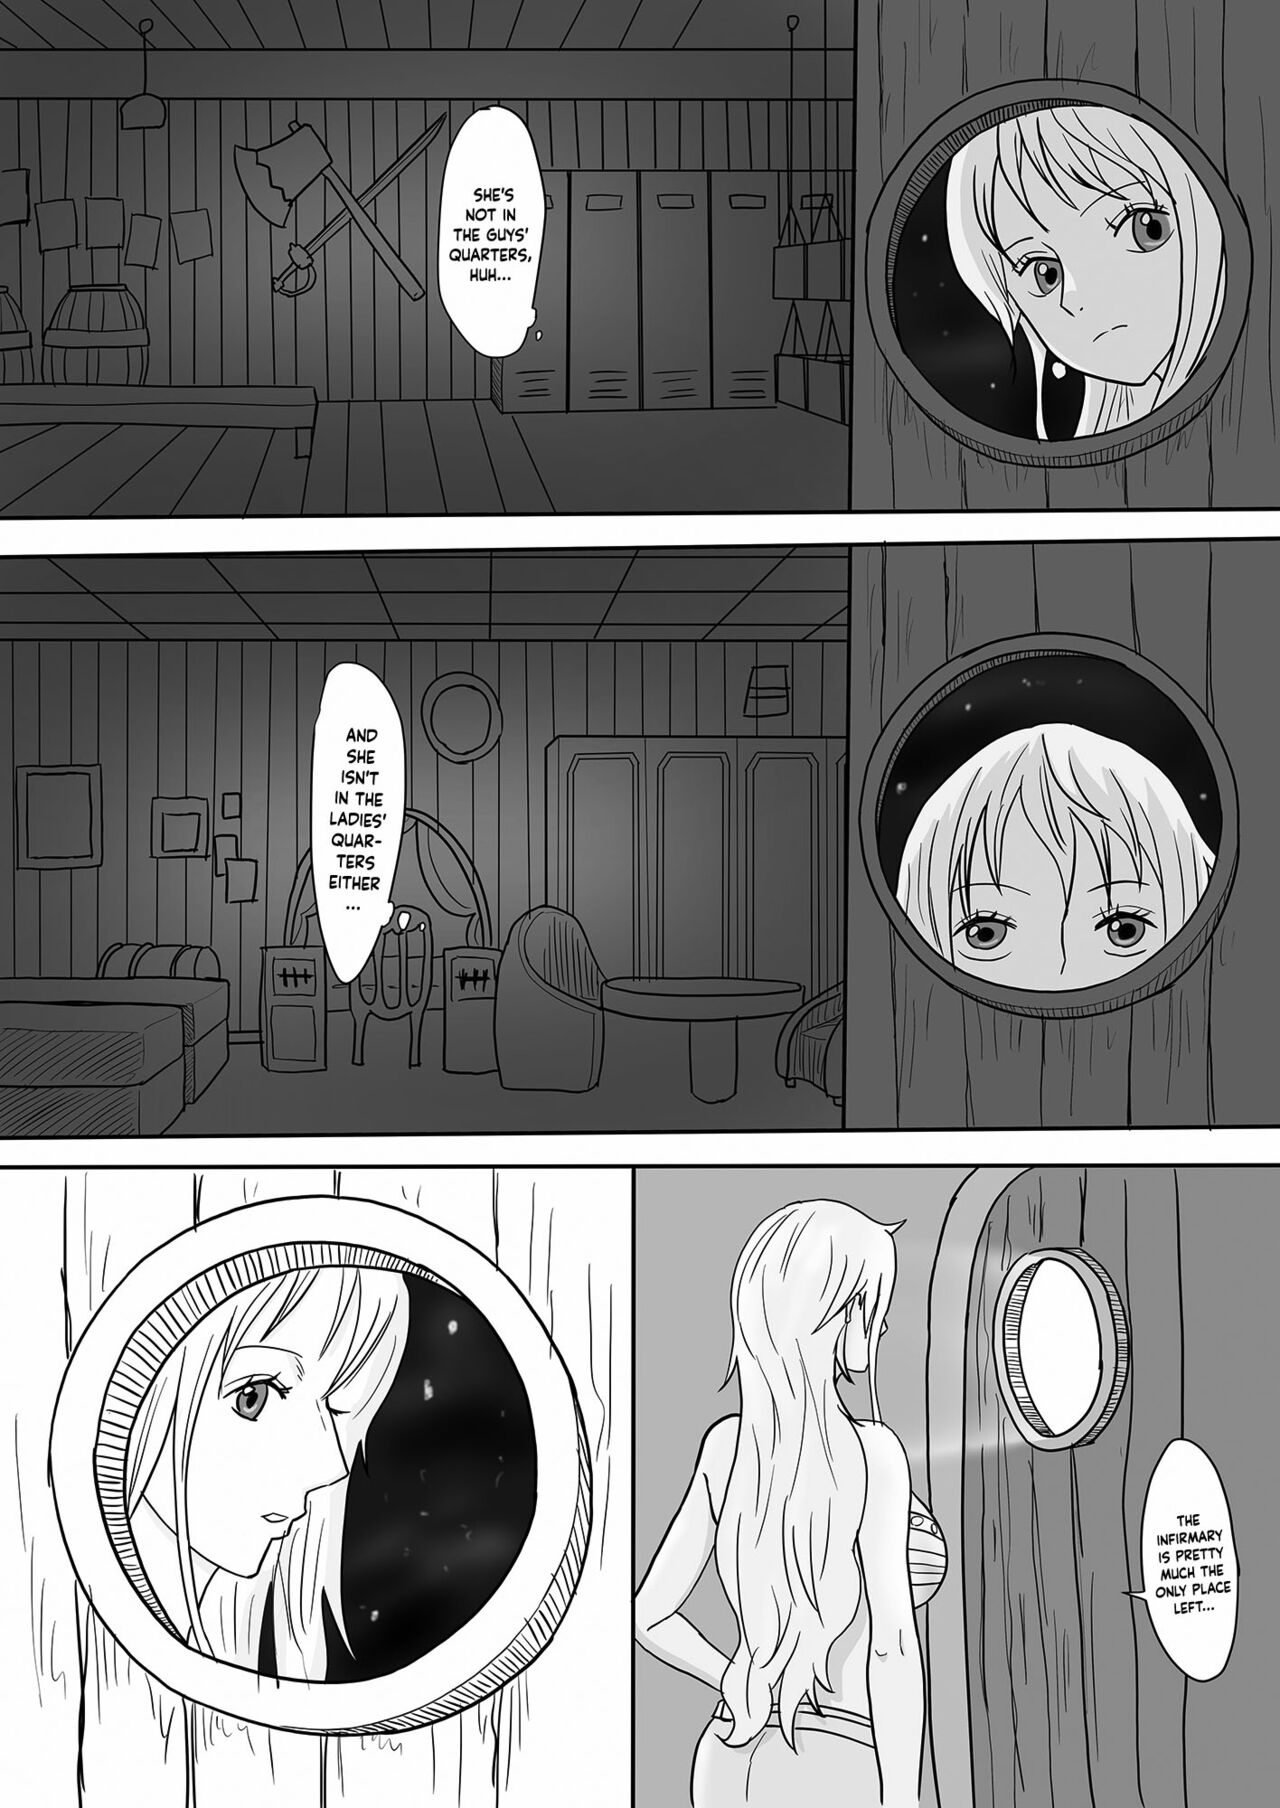 SHE'S
NOT IN
THE GUYS'
QUARTERS,
HUH...
AND
SHE
ISN'T
IN THE
LADIES'
QUAR-
TERS
EITHER
...
THE
INFIRMARY
IS PRETTY
MUCH THE
ONLY PLACE
LEFT...